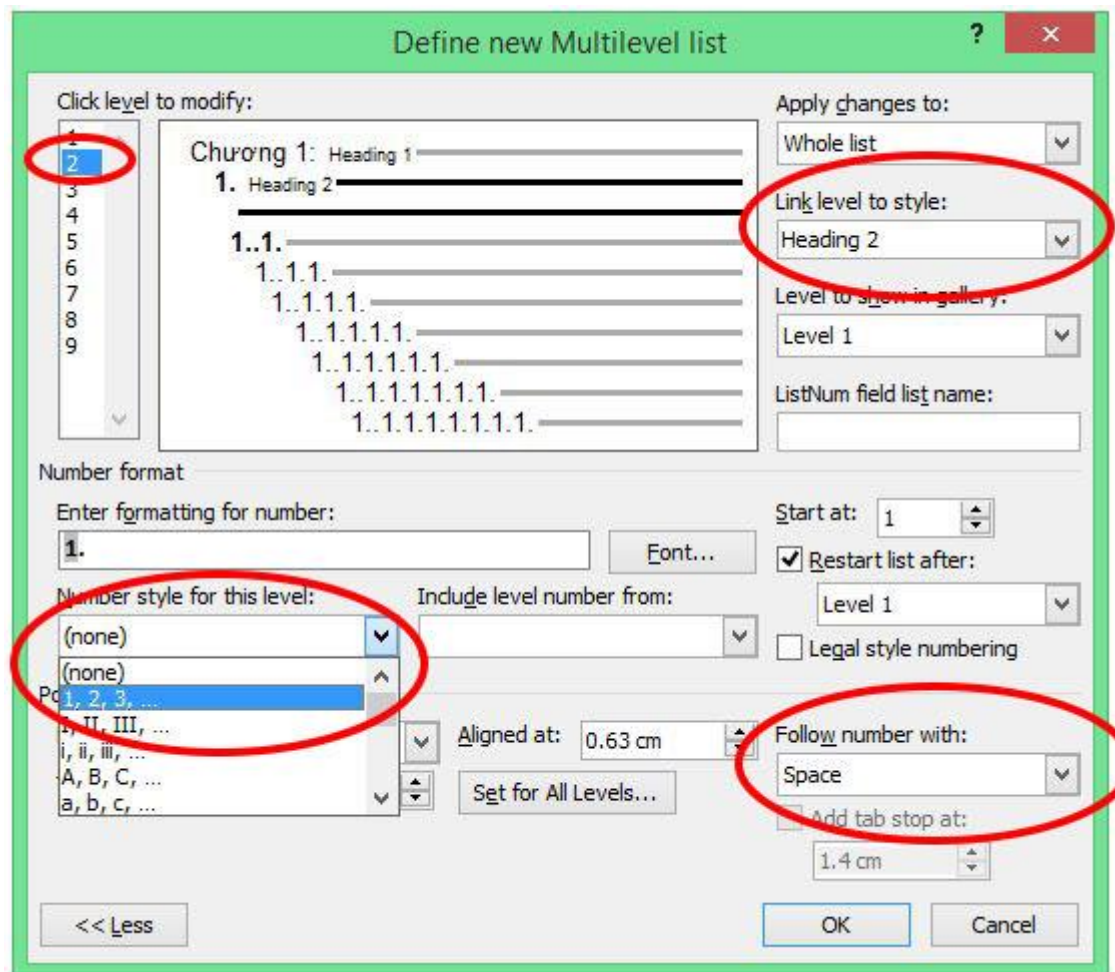 Define new Multilevel list
?
×
Click level to modify:
1
2
3
4
5
6
7
8
9
Chương 1: Heading 1
1. Heading 2
1..1.
1..1.1.
1..1.1.1.
1..1.1.1.1.
1..1.1.1.1.1.
1..1.1.1.1.1.1.
1..1.1.1.1.1.1.1.
Apply changes to:
Whole list
Link level to style:
Heading 2
Level to show in gallery:
Level 1
ListNum field list name:
Number format
Enter formatting for number:
1.
Font...
Start at: 1
Restart list after:
Level 1
Legal style numbering
Number style for this level:
(none)
Include level number from:
(none)
1, 2, 3, ...
I, II, III, ...
i, ii, iii, ...
A, B, C, ...
a, b, c, ...
Po
Aligned at: 0.63 cm
Set for All Levels...
Follow number with:
Space
Add tab stop at:
1.4 cm
<< Less
OK
Cancel